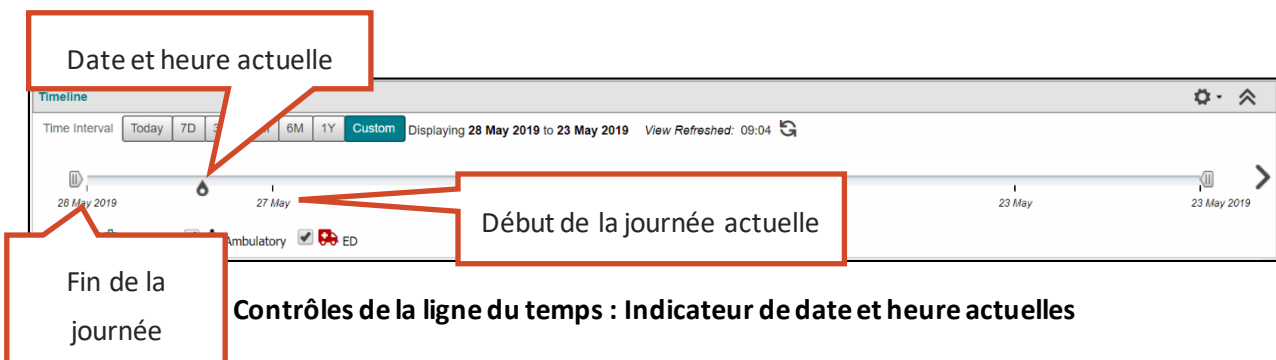 Date et heure actuelle
Timeline
Time Interval Today 7D 6M 1Y Custom Displaying 28 May 2019 to 23 May 2019 View Refreshed: 09:04
28 May 2019 27 May 23 May 23 May 2019
Début de la journée actuelle
Ambulatory ED
Fin de la
journée
Contrôles de la ligne du temps : Indicateur de date et heure actuelles